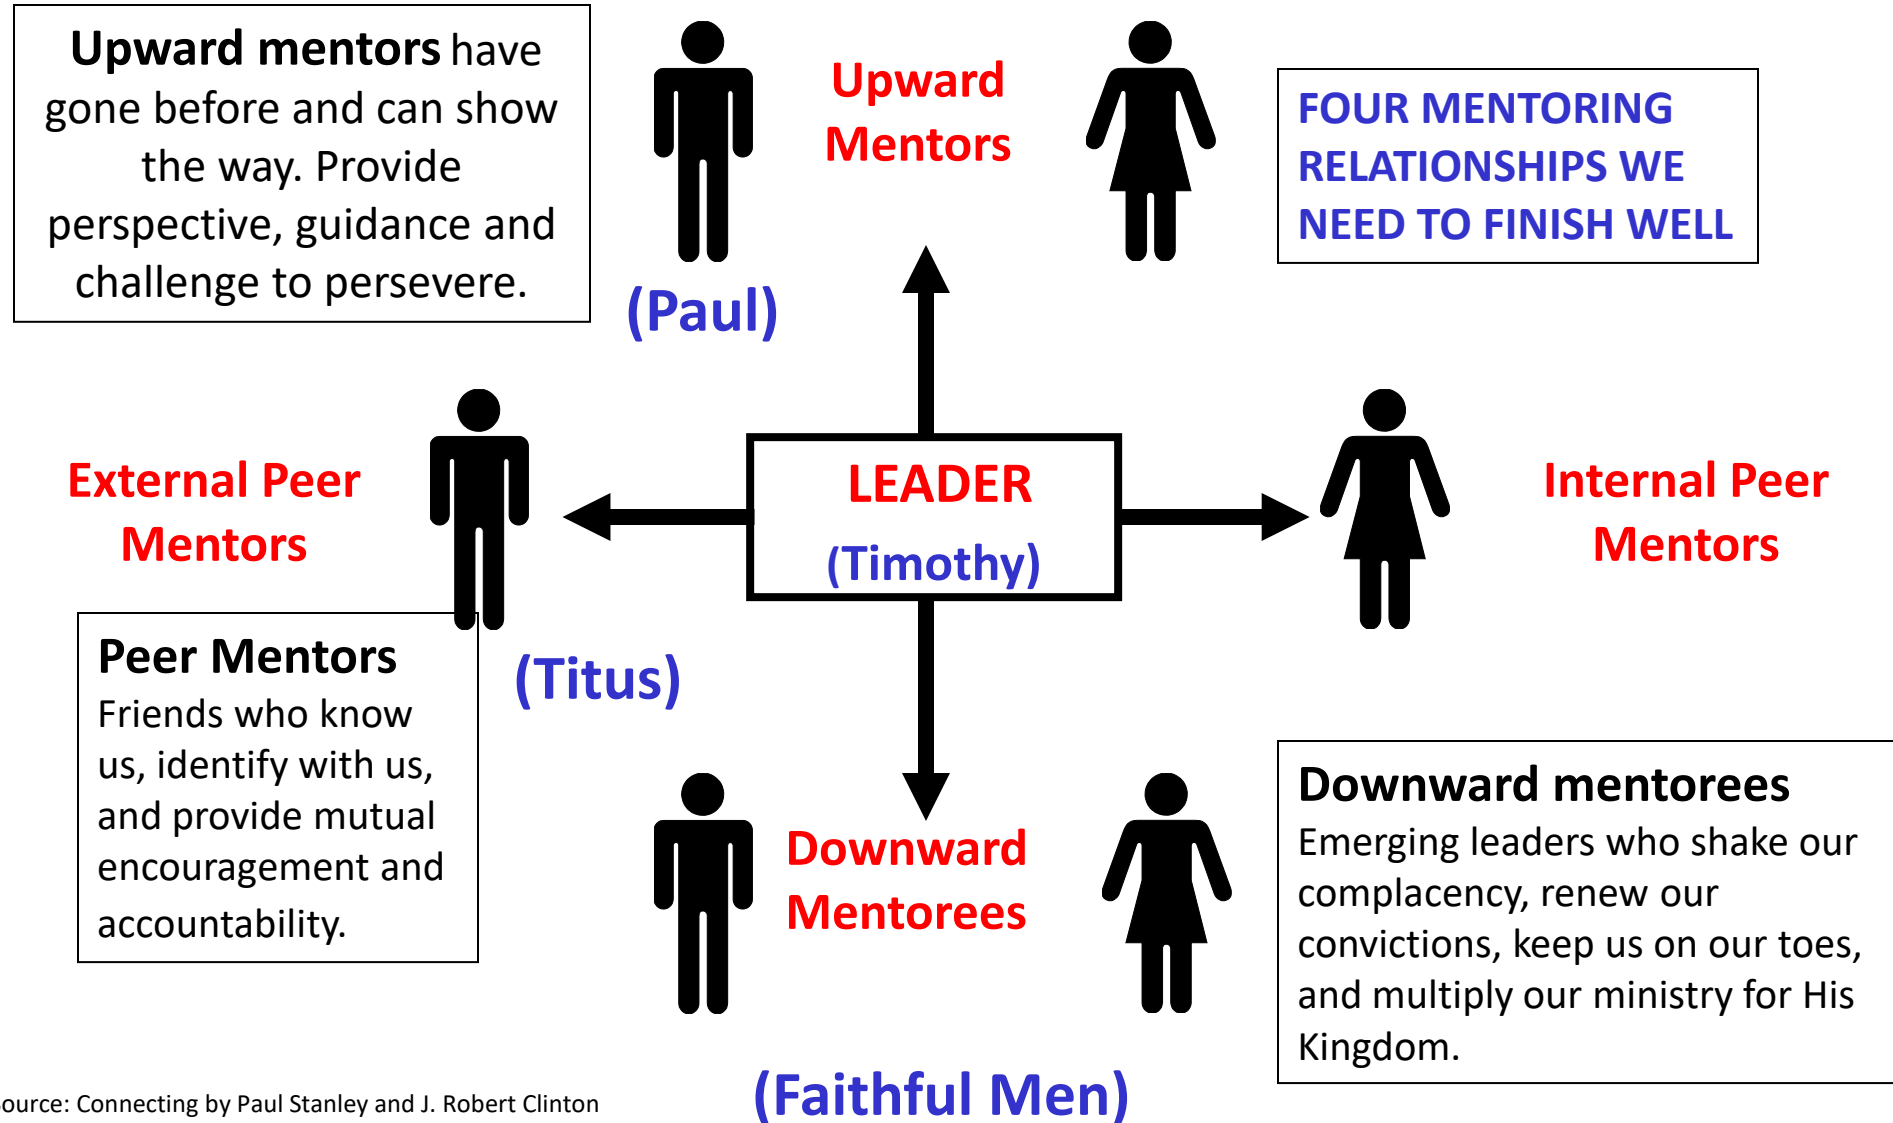 Upward mentors have
gone before and can show
the way. Provide
perspective, guidance and
challenge to persevere.
Upward
Mentors
FOUR MENTORING
RELATIONSHIPS WE
NEED TO FINISH WELL
(Paul)
External Peer
Mentors
LEADER
(Timothy)
Internal Peer
Mentors
Peer Mentors
Friends who know
us, identify with us,
and provide mutual
encouragement and
accountability.
(Titus)
Downward
Mentorees
Downward mentorees
Emerging leaders who shake our
complacency, renew our
convictions, keep us on our toes,
and multiply our ministry for His
Kingdom.
(Faithful Men)
Source: Connecting by Paul Stanley and J. Robert Clinton